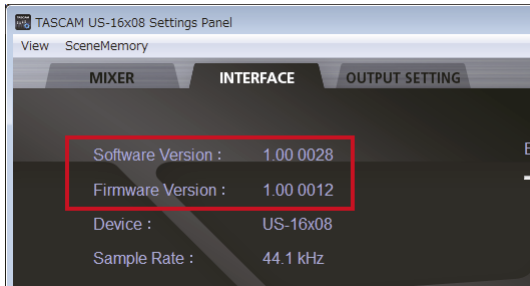 TASCAM US-16x08 Settings Panel
View SceneMemory
MIXER INTERFACE OUTPUT SETTING
Software Version : 1.00 0028
Firmware Version : 1.00 0012
Device : US-16x08
Sample Rate : 44.1 kHz